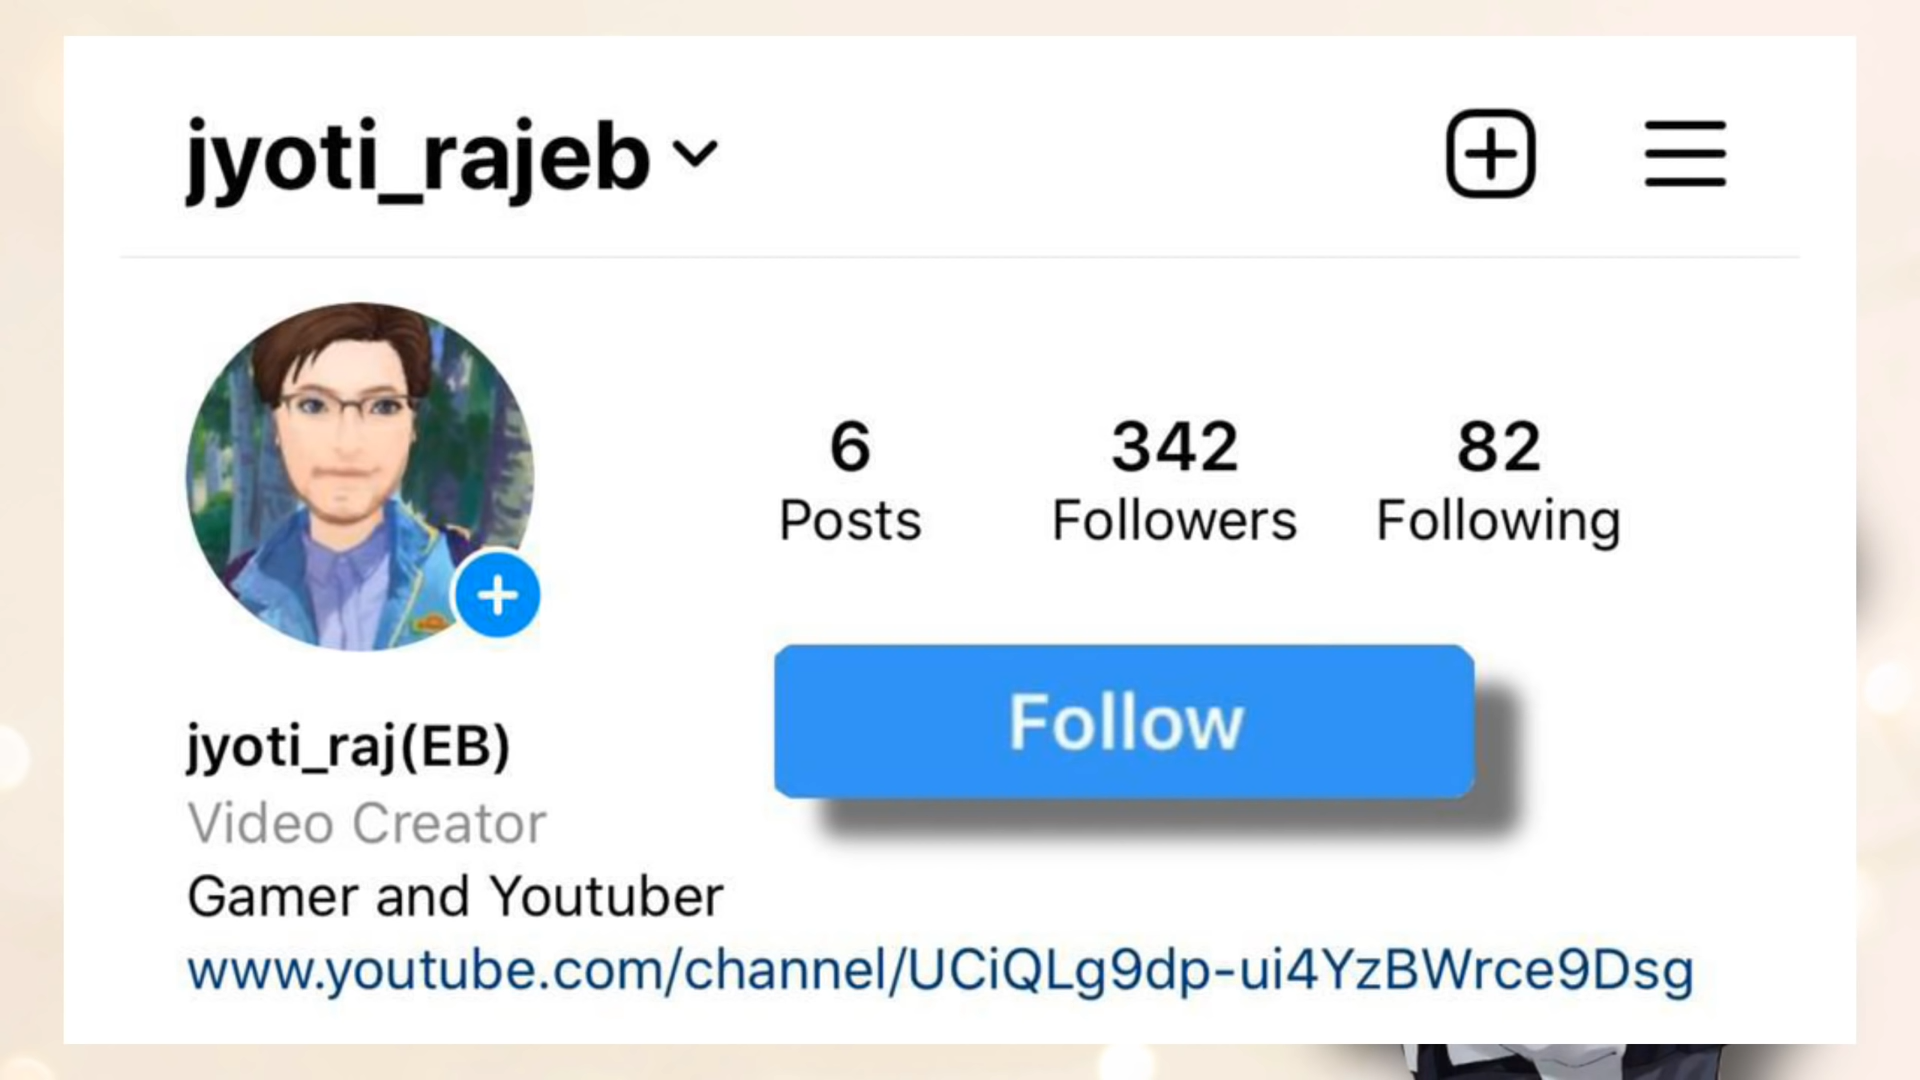 jyoti_rajeb
6 342 82
Posts Followers Following
Follow
jyoti_raj(EB)
Video Creator
Gamer and Youtuber
www.youtube.com/channel/UCiQLg9dp-ui4YzBWrce9Dsg